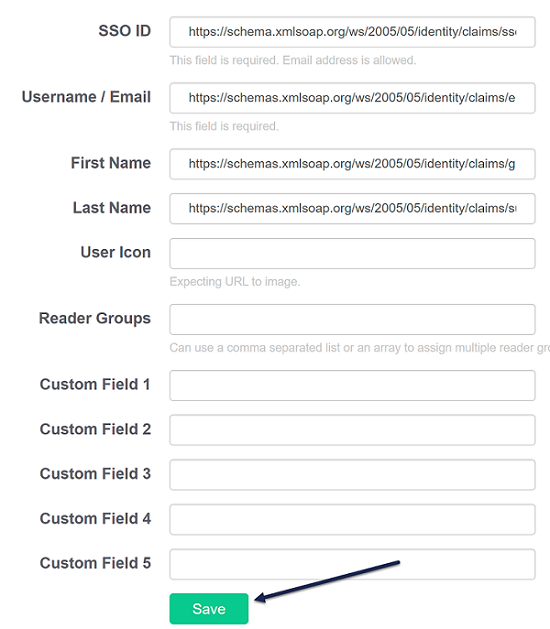 SSO ID
https://schema.xmlsoap.org/ws/2005/05/identity/claims/sso
This field is required. Email address is allowed.
Username / Email
https://schemas.xmlsoap.org/ws/2005/05/identity/claims/e
This field is required.
First Name
https://schemas.xmlsoap.org/ws/2005/05/identity/claims/g
Last Name
https://schemas.xmlsoap.org/ws/2005/05/identity/claims/su
User Icon
Expecting URL to image.
Reader Groups
Can use a comma separated list or an array to assign multiple reader gro
Custom Field 1
Custom Field 2
Custom Field 3
Custom Field 4
Custom Field 5
Save